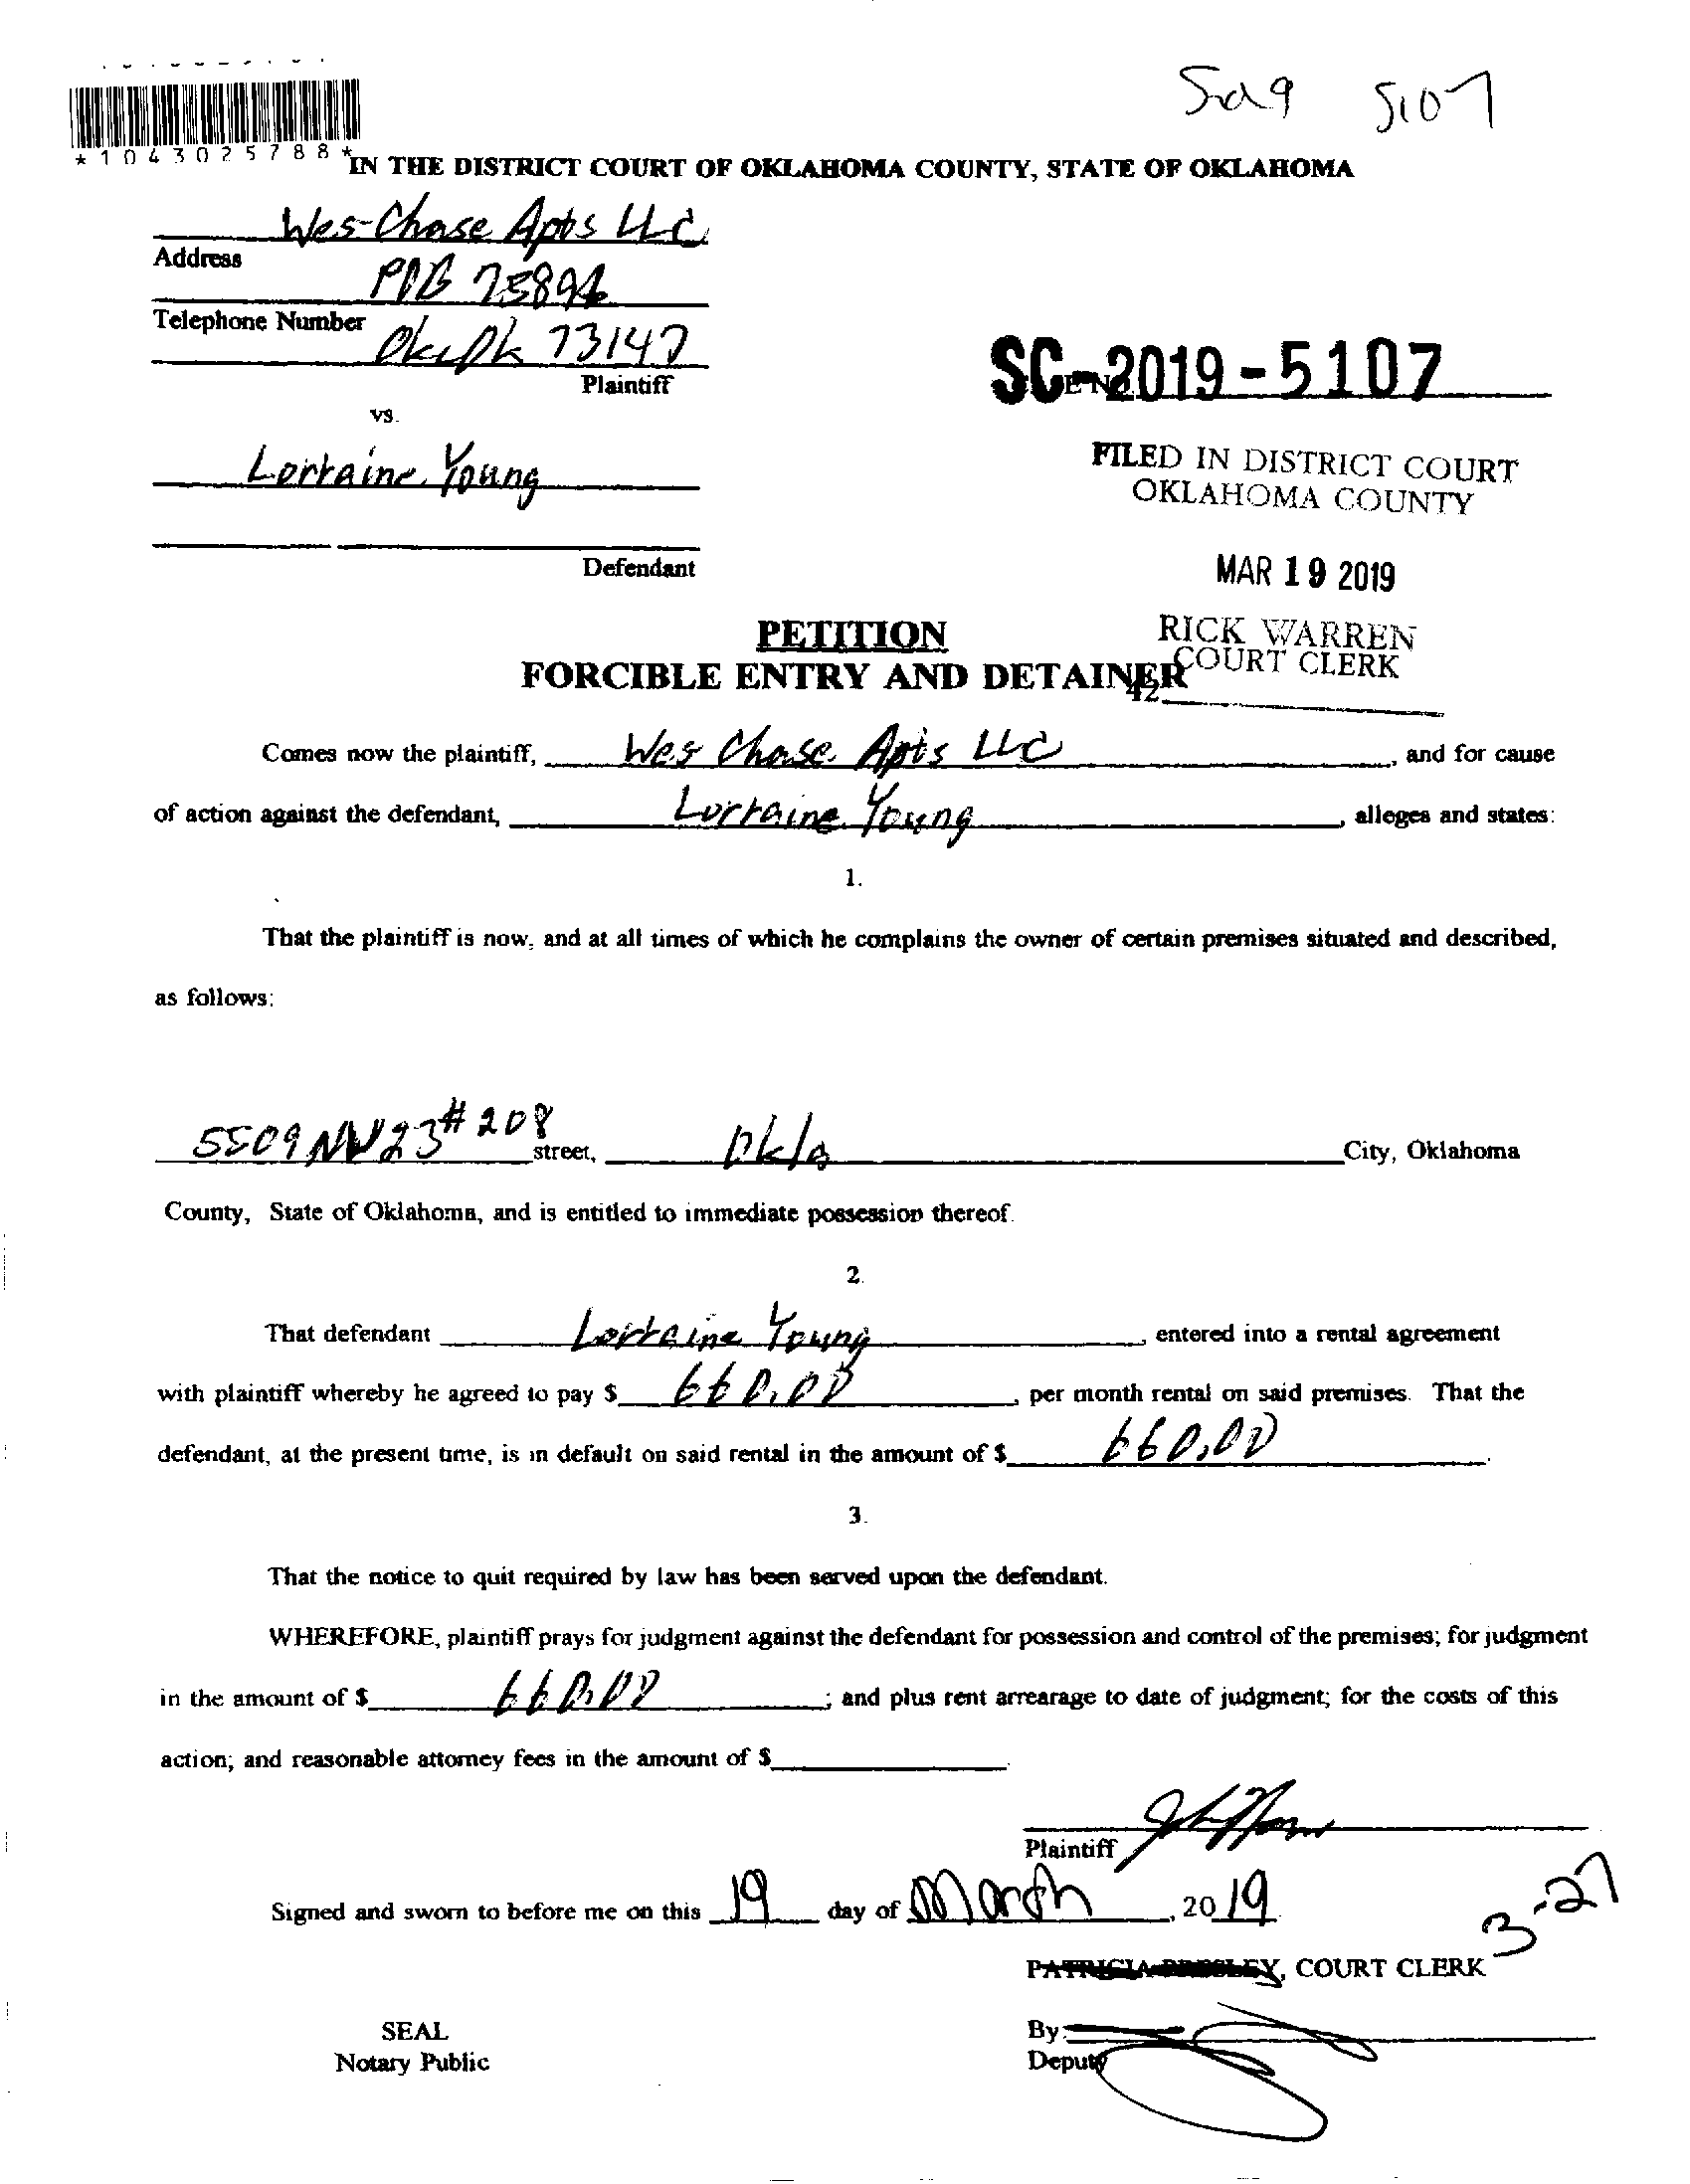 *1043025788*
5107
IN THE DISTRICT COURT OF OKLAHOMA COUNTY, STATE OF OKLAHOMA
Wes-Chase Apts LLC
Address
POB 75894
Telephone Number
73147
Plaintiff
SC-2019-5107
vs.
Lorraine Young
FILED IN DISTRICT COURT
OKLAHOMA COUNTY
Defendant
MAR 19 2019
PETITION
RICK WARREN
COURT CLERK
FORCIBLE ENTRY AND DETAINER
42
Comes now the plaintiff, Wes Chase Apts LLC, and for cause
of action against the defendant, Lorraine Young, alleges and states:
1.
That the plaintiff is now, and at all times of which he complains the owner of certain premises situated and described,
as follows:
5509 NW 23 #208 street, Okla City, Oklahoma
County, State of Oklahoma, and is entitled to immediate possession thereof.
2.
That defendant Lorraine Young, entered into a rental agreement
with plaintiff whereby he agreed to pay $ 660.00, per month rental on said premises. That the
defendant, at the present time, is in default on said rental in the amount of $ 660.00.
3.
That the notice to quit required by law has been served upon the defendant.
WHEREFORE, plaintiff prays for judgment against the defendant for possession and control of the premises; for judgment
in the amount of $ 660.00; and plus rent arrearage to date of judgment; for the costs of this
action; and reasonable attorney fees in the amount of $
Plaintiff
Signed and sworn to before me on this 19 day of March, 2019.
3-27
PATRICIA PRESLEY, COURT CLERK
SEAL
By:
Notary Public
Deputy